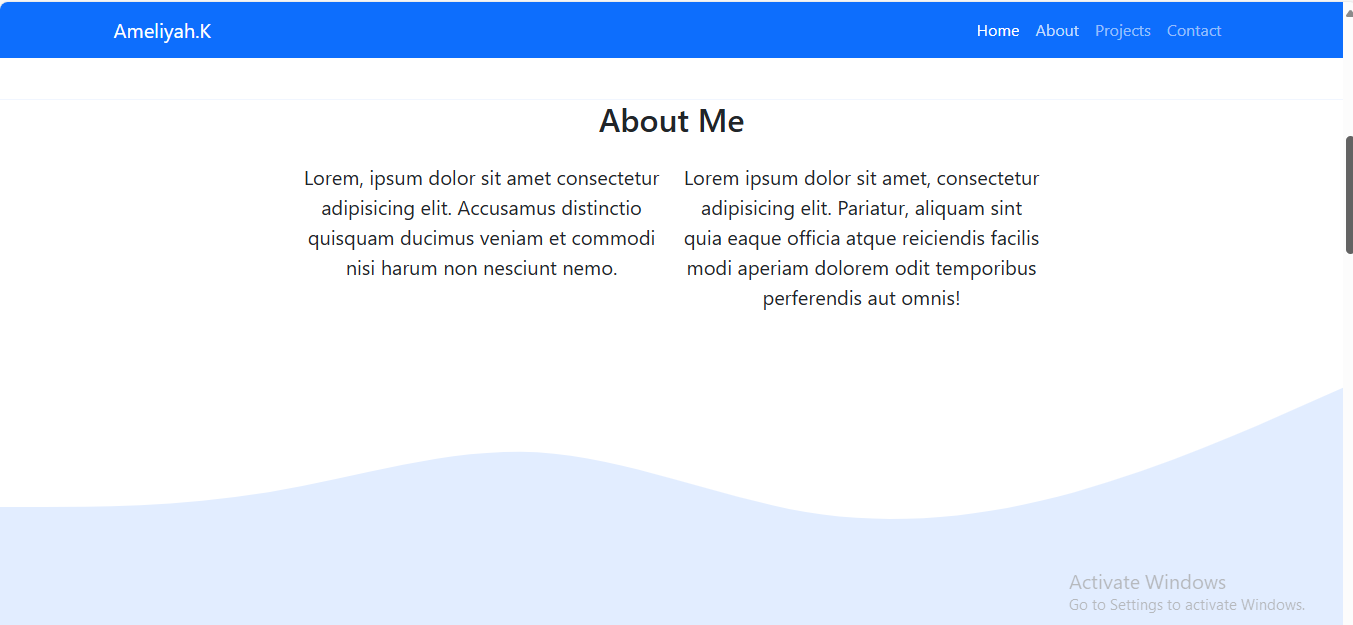 Ameliyah.K
Home About Projects Contact
About Me
Lorem, ipsum dolor sit amet consectetur
adipisicing elit. Accusamus distinctio
quisquam ducimus veniam et commodi
nisi harum non nesciunt nemo.
Lorem ipsum dolor sit amet, consectetur
adipisicing elit. Pariatur, aliquam sint
quia eaque officia atque reiciendis facilis
modi aperiam dolorem odit temporibus
perferendis aut omnis!
Activate Windows
Go to Settings to activate Windows.